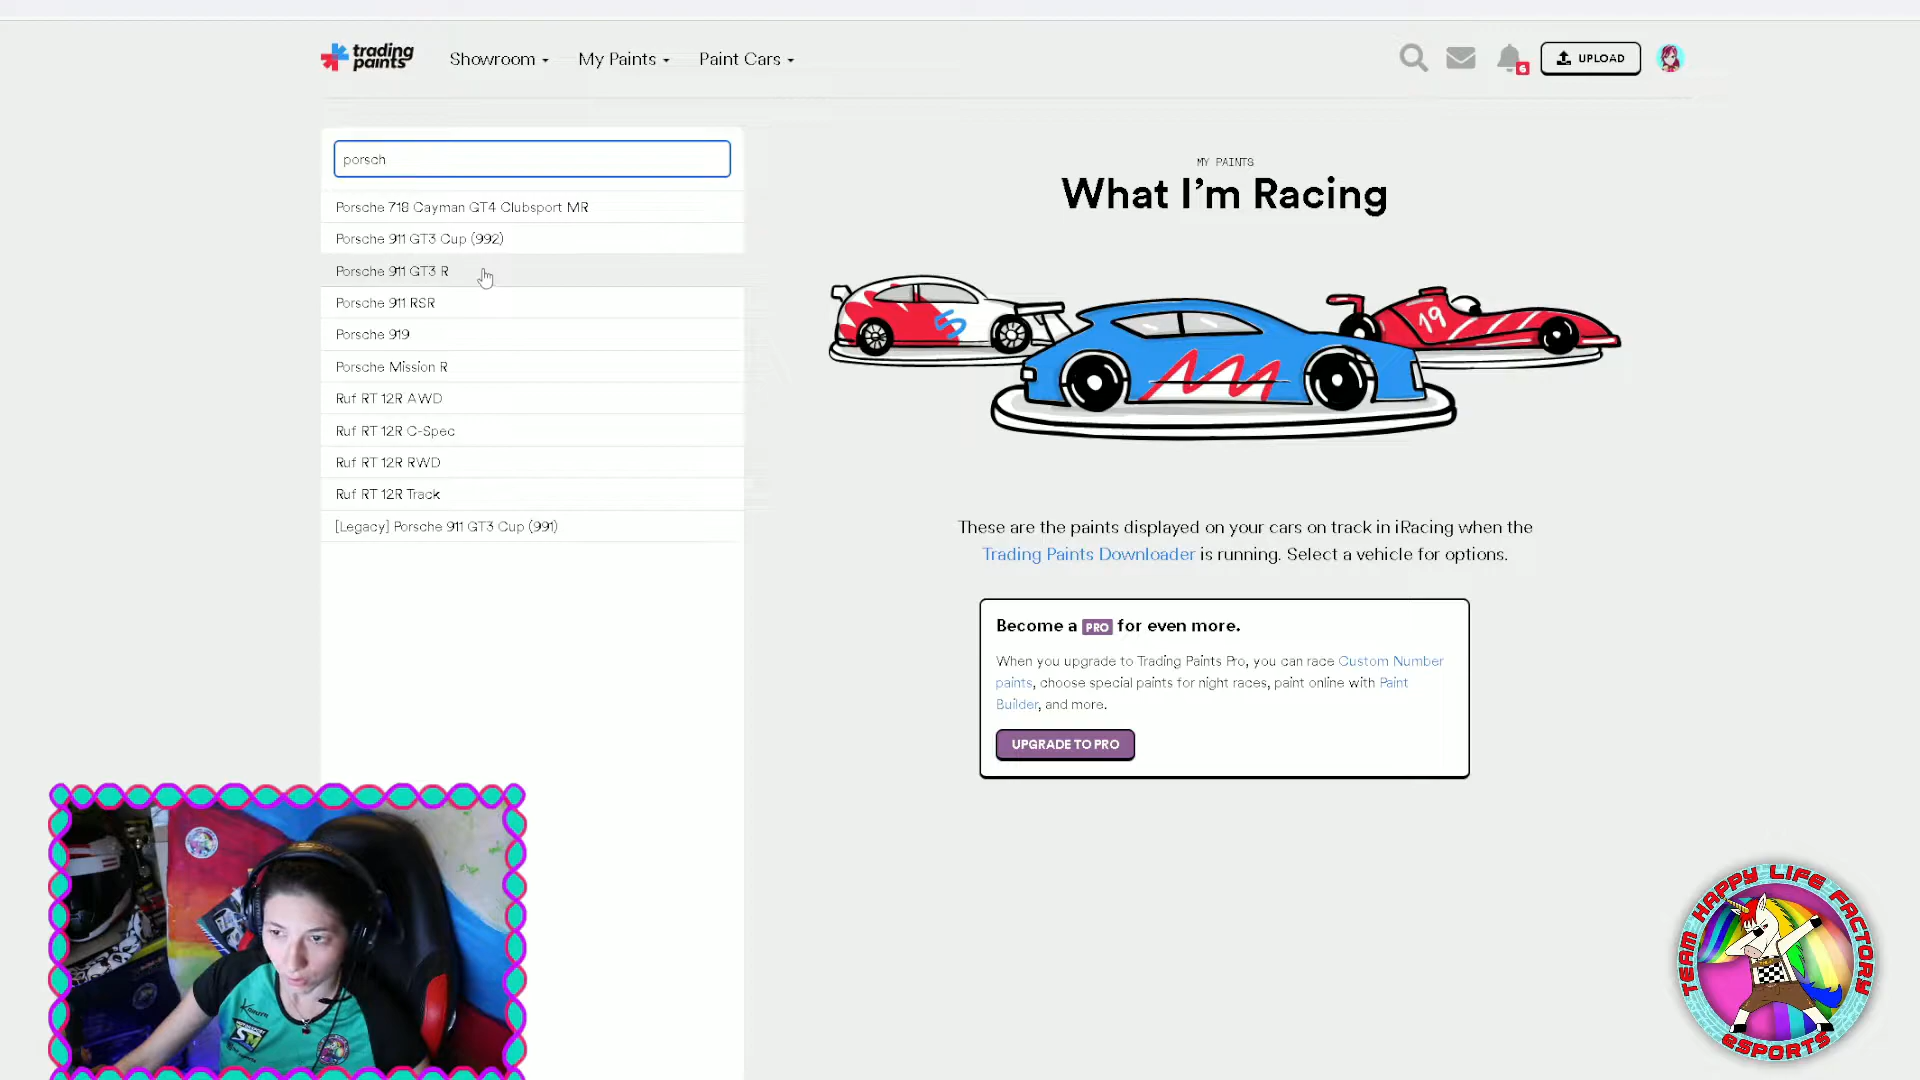 trading paints
Showroom
My Paints
Paint Cars
6
UPLOAD
porsch
Porsche 718 Cayman GT4 Clubsport MR
Porsche 911 GT3 Cup (992)
Porsche 911 GT3 R
Porsche 911 RSR
Porsche 919
Porsche Mission R
Ruf RT 12R AWD
Ruf RT 12R C-Spec
Ruf RT 12R RWD
Ruf RT 12R Track
[Legacy] Porsche 911 GT3 Cup (991)
MY PAINTS
What I’m Racing
5
19
These are the paints displayed on your cars on track in iRacing when the
Trading Paints Downloader is running. Select a vehicle for options.
Become a PRO for even more.
When you upgrade to Trading Paints Pro, you can race Custom Number
paints, choose special paints for night races, paint online with Paint
Builder, and more.
UPGRADE TO PRO
TEAM HAPPY LIFE FACTORY
eSPORTS